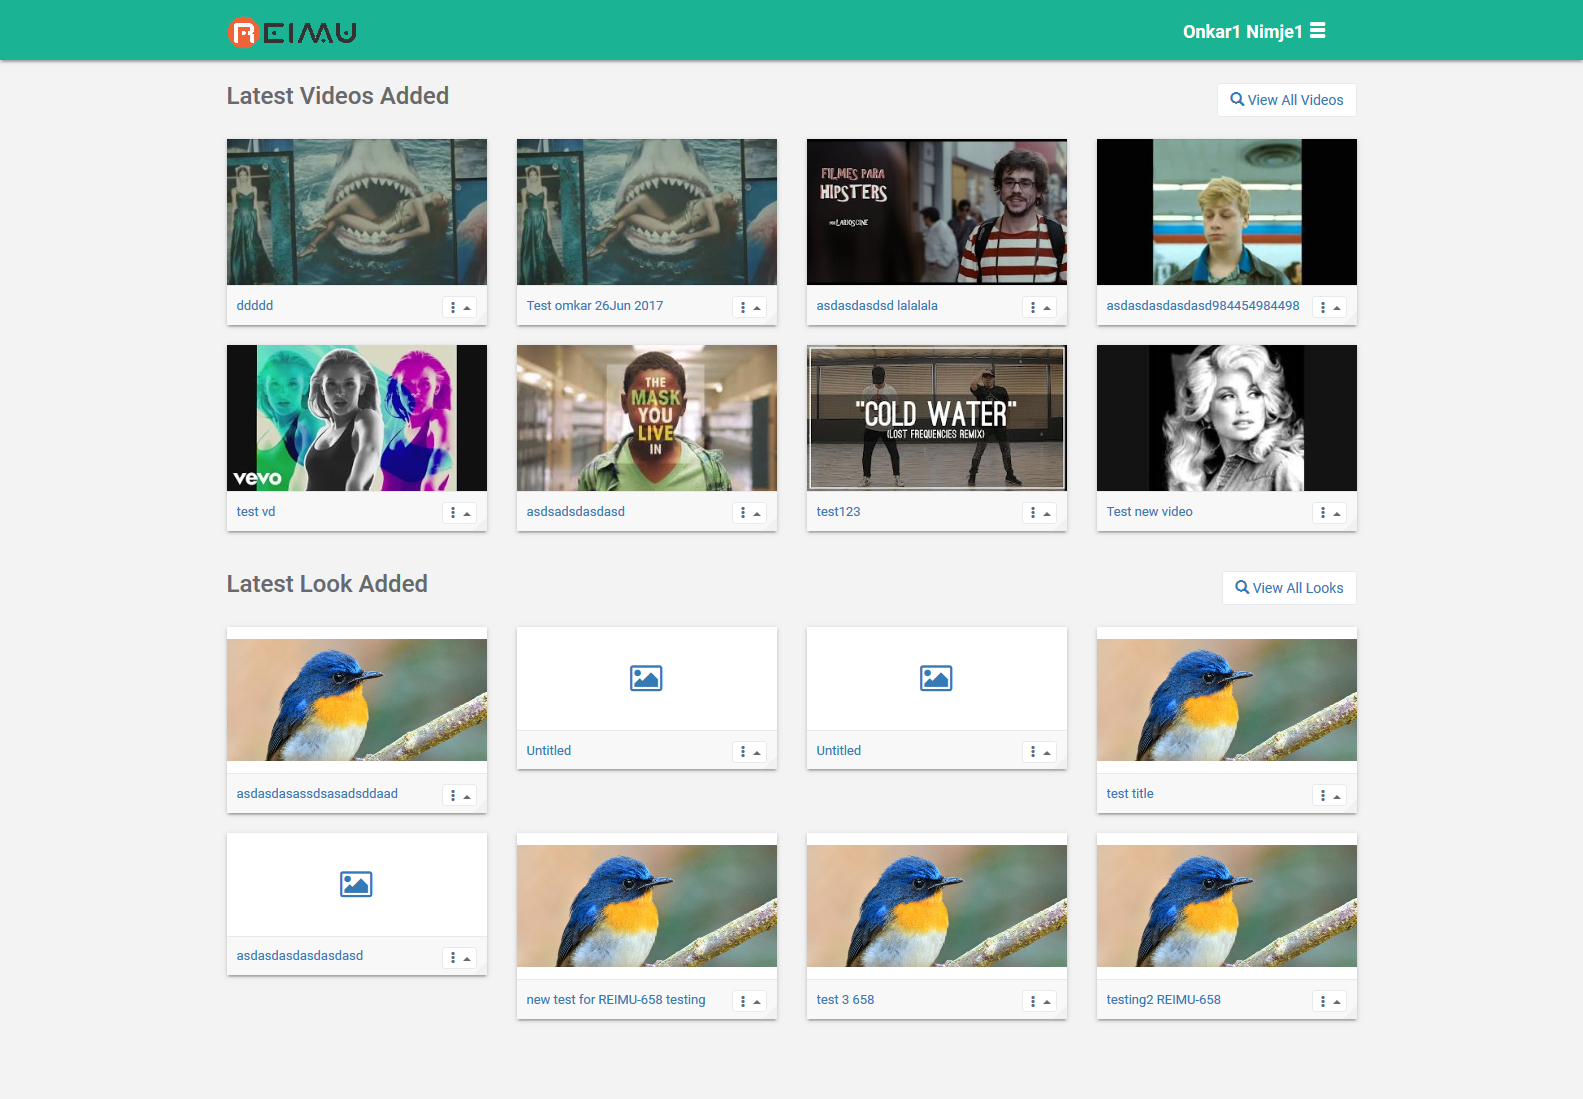 REIMU
Onkar1 Nimje1
Latest Videos Added
View All Videos
FILMES PARA
HIPSTERS
POR LARIOSCINE
ddddd
Test omkar 26Jun 2017
asdasdasdsd lalalala
asdasdasdasdasd984454984498
vevo
THE
MASK
YOU
LIVE
IN
"COLD WATER"
(LOST FREQUENCIES REMIX)
test vd
asdsadsdasdasd
test123
Test new video
Latest Look Added
View All Looks
asdasdasassdsasadsddaad
Untitled
Untitled
test title
asdasdasdasdasdasd
new test for REIMU-658 testing
test 3 658
testing2 REIMU-658